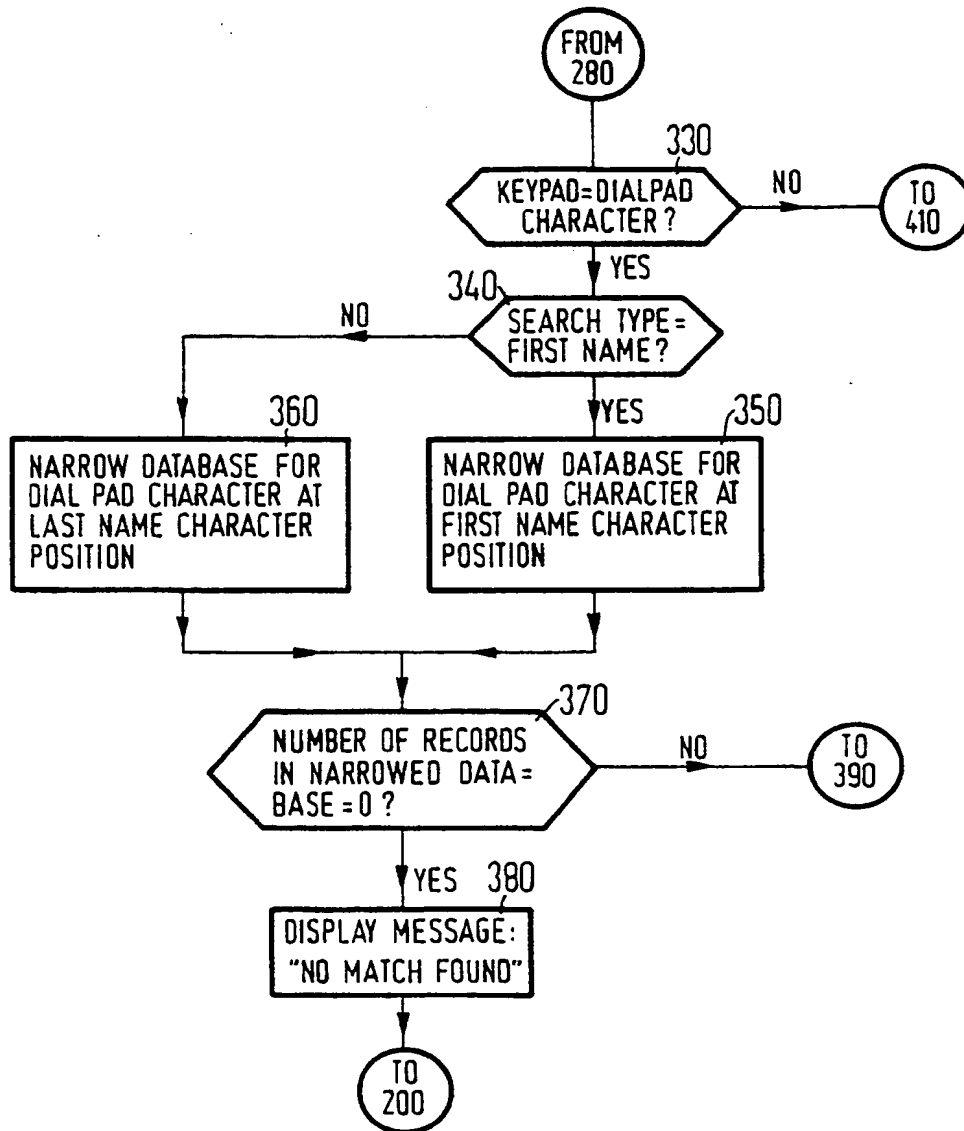 FROM
280
330
KEYPAD=DIALPAD
CHARACTER?
NO
TO
410
YES
340
SEARCH TYPE=
FIRST NAME?
NO
YES
360
NARROW DATABASE FOR
DIAL PAD CHARACTER AT
LAST NAME CHARACTER
POSITION
350
NARROW DATABASE FOR
DIAL PAD CHARACTER AT
FIRST NAME CHARACTER
POSITION
370
NUMBER OF RECORDS
IN NARROWED DATA=
BASE=0?
NO
TO
390
YES
380
DISPLAY MESSAGE:
"NO MATCH FOUND"
TO
200